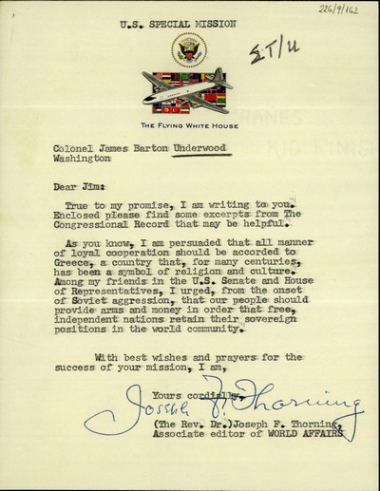 226/9/162
U.S. SPECIAL MISSION
ΣΤ/U
THE FLYING WHITE HOUSE
Colonel James Barton Underwood
Washington
Dear Jim:
True to my promise, I am writing to you.
Enclosed please find some excerpts from The
Congressional Record that may be helpful.
As you know, I am persuaded that all manner
of loyal cooperation should be accorded to
Greece, a country that, for many centuries,
has been a symbol of religion and culture.
Among my friends in the U.S. Senate and House
of Representatives, I urged, from the onset
of Soviet aggression, that our people should
provide arms and money in order that free,
independent nations retain their sovereign
positions in the world community.
With best wishes and prayers for the
success of your mission, I am,
Yours cordially,
Joseph F. Thorning
(The Rev. Dr.)Joseph F. Thorning,
Associate editor of WORLD AFFAIRS